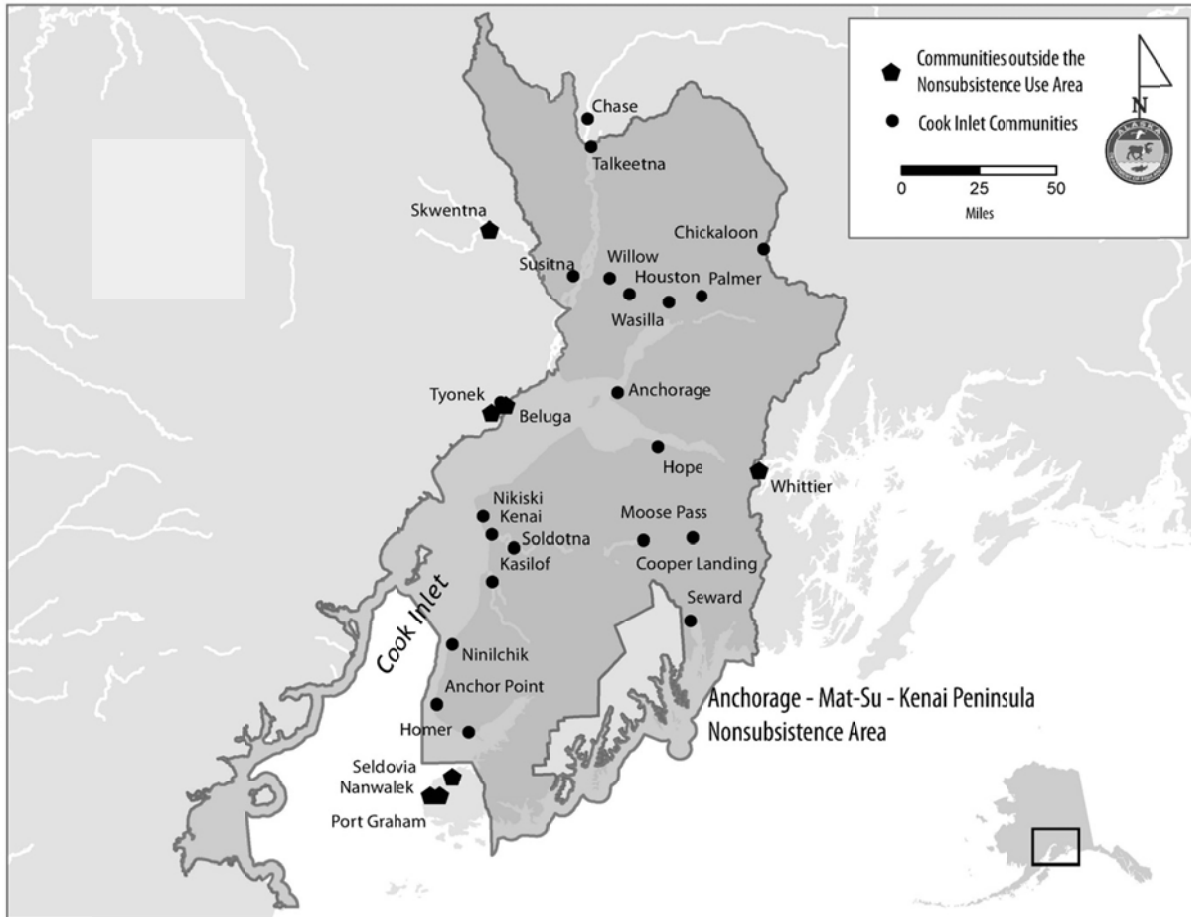 Communities outside the
Nonsubsistence Use Area
Cook Inlet Communities
N
ALASKA
0 25 50
Miles
Chase
Talkeetna
Skwentna
Chickaloon
Susitna
Willow
Houston
Palmer
Wasilla
Tyonek
Beluga
Anchorage
Hope
Whittier
Nikiski
Kenai
Soldotna
Kasilof
Moose Pass
Cooper Landing
Seward
Cook Inlet
Ninilchik
Anchor Point
Homer
Anchorage - Mat-Su - Kenai Peninsula
Nonsubsistence Area
Seldovia
Nanwalek
Port Graham